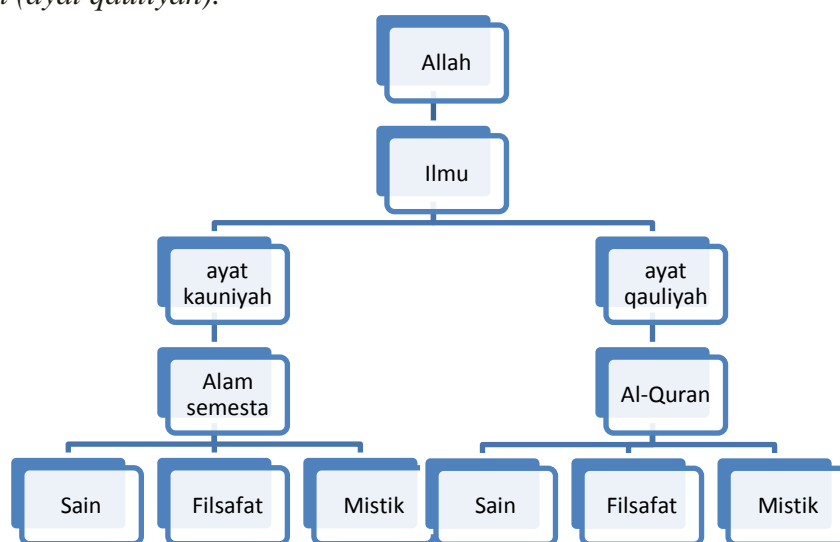 (ayat qauliyah).
Allah
Ilmu
ayat
kauniyah
ayat
qauliyah
Alam
semesta
Al-Quran
Sain
Filsafat
Mistik
Sain
Filsafat
Mistik